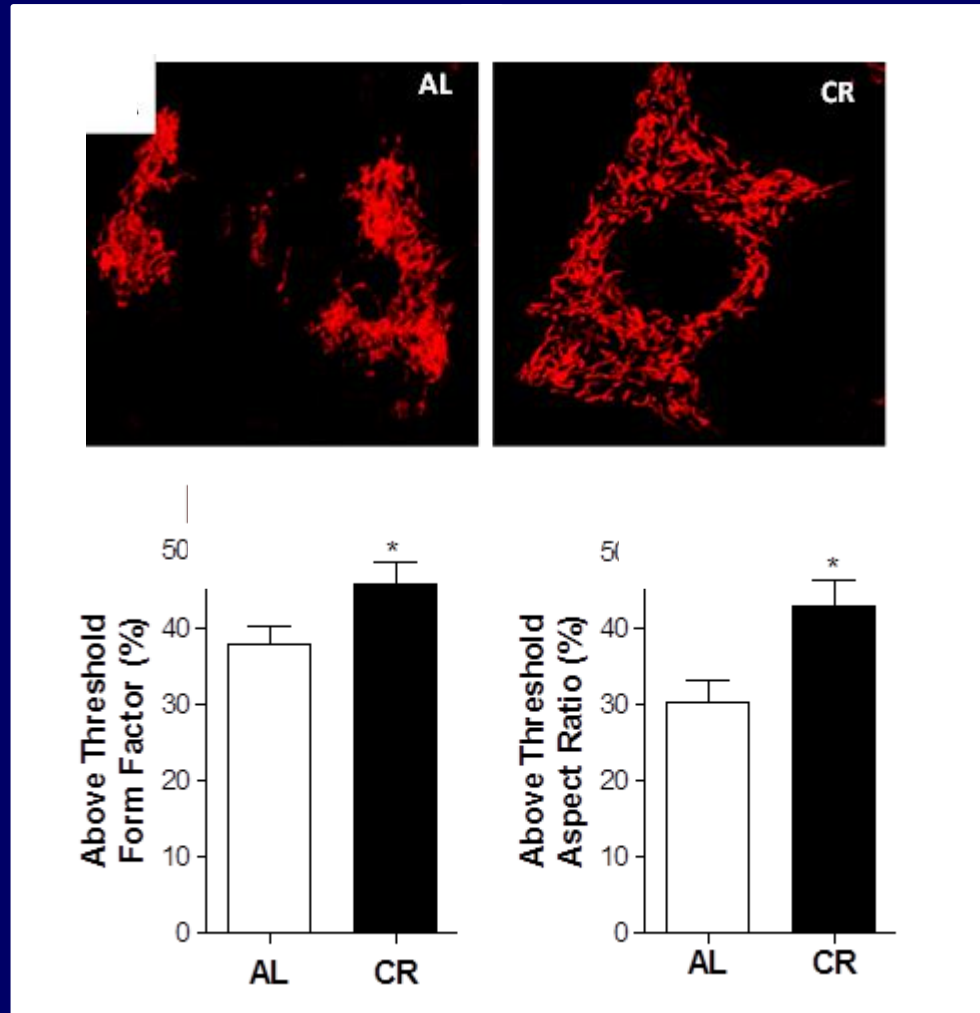 AL
CR
Above Threshold
Form Factor (%)
50
*
40
30
20
10
0
AL
CR
Above Threshold
Aspect Ratio (%)
*
40
30
20
10
0
AL
CR